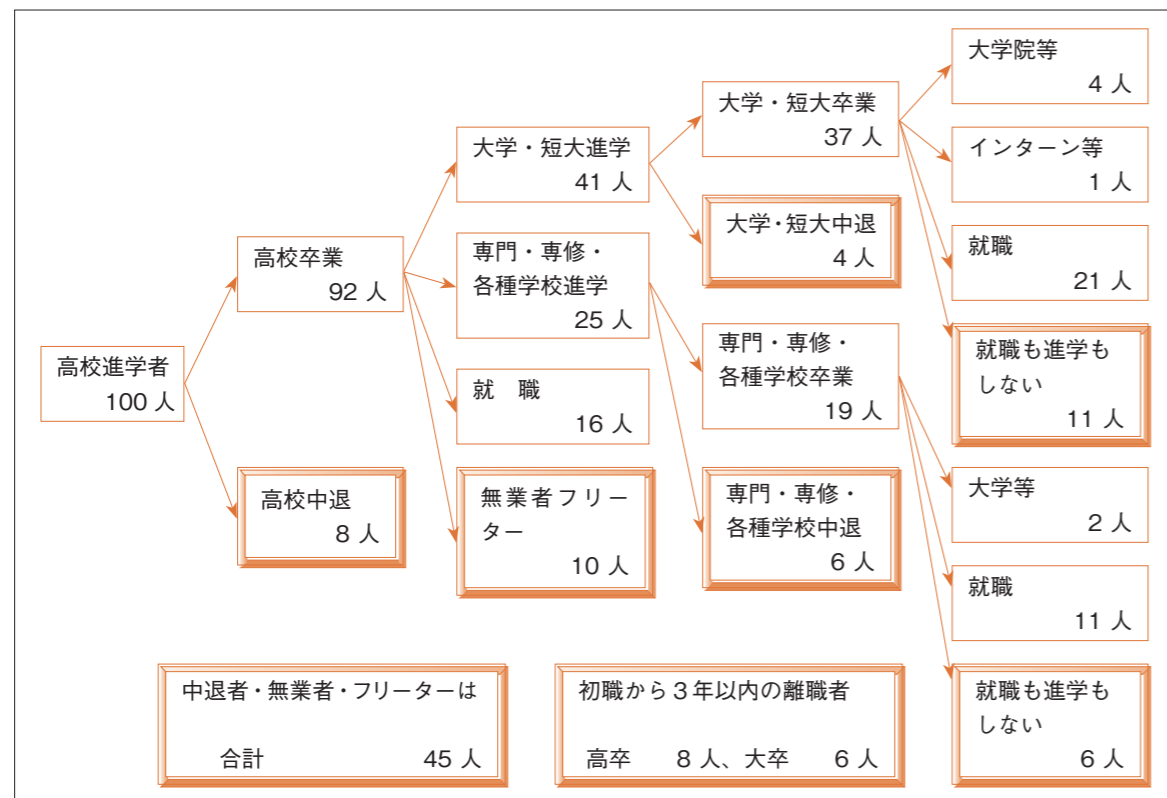 高校進学者
100 人
高校卒業
92 人
高校中退
8 人
大学・短大進学
41 人
専門・専修・
各種学校進学
25 人
就　職
16 人
無業者フリー
ター
10 人
大学・短大卒業
37 人
大学・短大中退
4 人
専門・専修・
各種学校卒業
19 人
専門・専修・
各種学校中退
6 人
大学院等
4 人
インターン等
1 人
就職
21 人
就職も進学も
しない
11 人
大学等
2 人
就職
11 人
就職も進学も
しない
6 人
中退者・無業者・フリーターは
合計　45 人
初職から３年以内の離職者
高卒　8 人、大卒　6 人